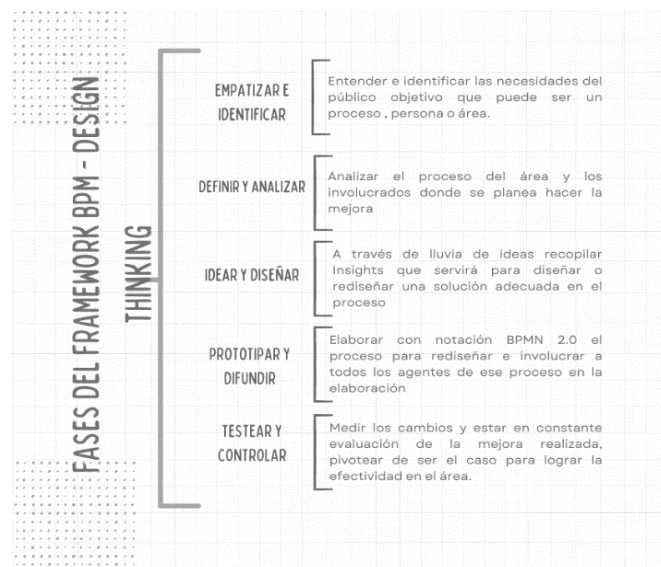 FASES DEL FRAMEWORK BPM - DESIGN
THINKING
EMPATIZAR E
IDENTIFICAR
Entender e identificar las necesidades del
público objetivo que puede ser un
proceso , persona o área.
DEFINIR Y ANALIZAR
Analizar el proceso del área y los
involucrados donde se planea hacer la
mejora
IDEAR Y DISEÑAR
A través de lluvia de ideas recopilar
Insights que servirá para diseñar o
rediseñar una solución adecuada en el
proceso
PROTOTIPAR Y
DIFUNDIR
Elaborar con notación BPMN 2.0 el
proceso para rediseñar e involucrar a
todos los agentes de ese proceso en la
elaboración
TESTEAR Y
CONTROLAR
Medir los cambios y estar en constante
evaluación de la mejora realizada,
pivotear de ser el caso para lograr la
efectividad en el área.